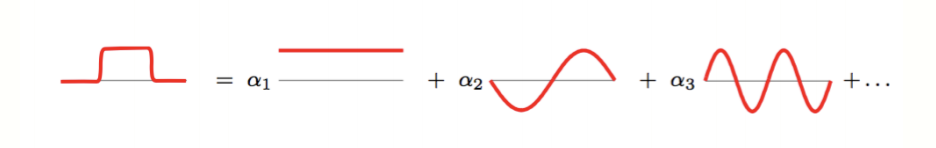 = α₁ + α₂ + α₃ +...